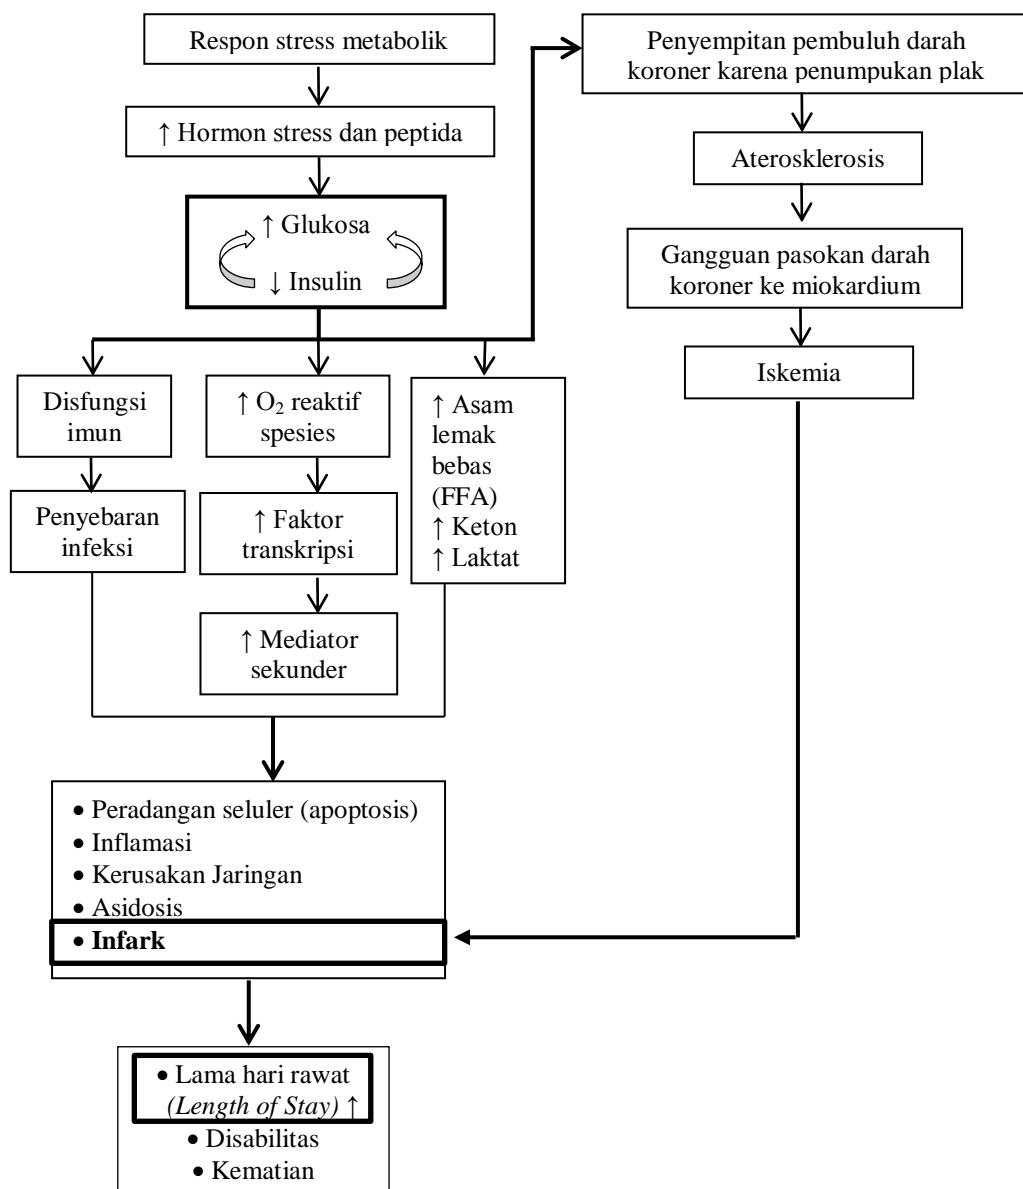 Respon stress metabolik
↑ Hormon stress dan peptida
↑ Glukosa
↓ Insulin
Disfungsi
imun
Penyebaran
infeksi
↑ O₂ reaktif
spesies
↑ Faktor
transkripsi
↑ Mediator
sekunder
↑ Asam
lemak
bebas
(FFA)
↑ Keton
↑ Laktat
Penyempitan pembuluh darah
koroner karena penumpukan plak
Aterosklerosis
Gangguan pasokan darah
koroner ke miokardium
Iskemia
• Peradangan seluler (apoptosis)
• Inflamasi
• Kerusakan Jaringan
• Asidosis
• Infark
• Lama hari rawat
(Length of Stay) ↑
• Disabilitas
• Kematian